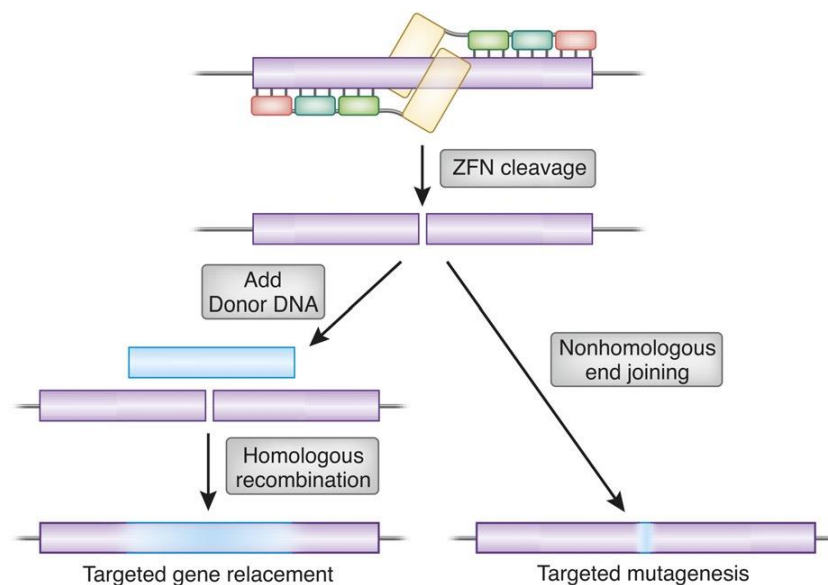 ZFN cleavage
Add
Donor DNA
Nonhomologous
end joining
Homologous
recombination
Targeted gene relacement
Targeted mutagenesis